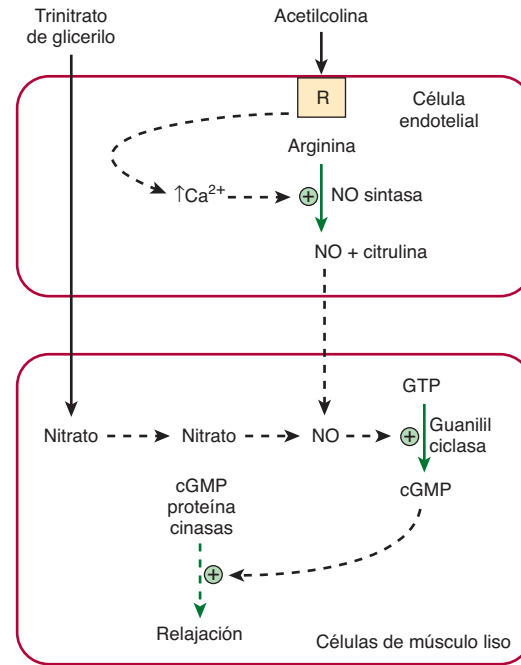 Trinitrato
de glicerilo
Acetilcolina
R
Célula
endotelial
Arginina
↑Ca²⁺
+
NO sintasa
NO + citrulina
GTP
Nitrato
Nitrato
NO
+
Guanilil
ciclasa
cGMP
proteína
cinasas
cGMP
+
Relajación
Células de músculo liso